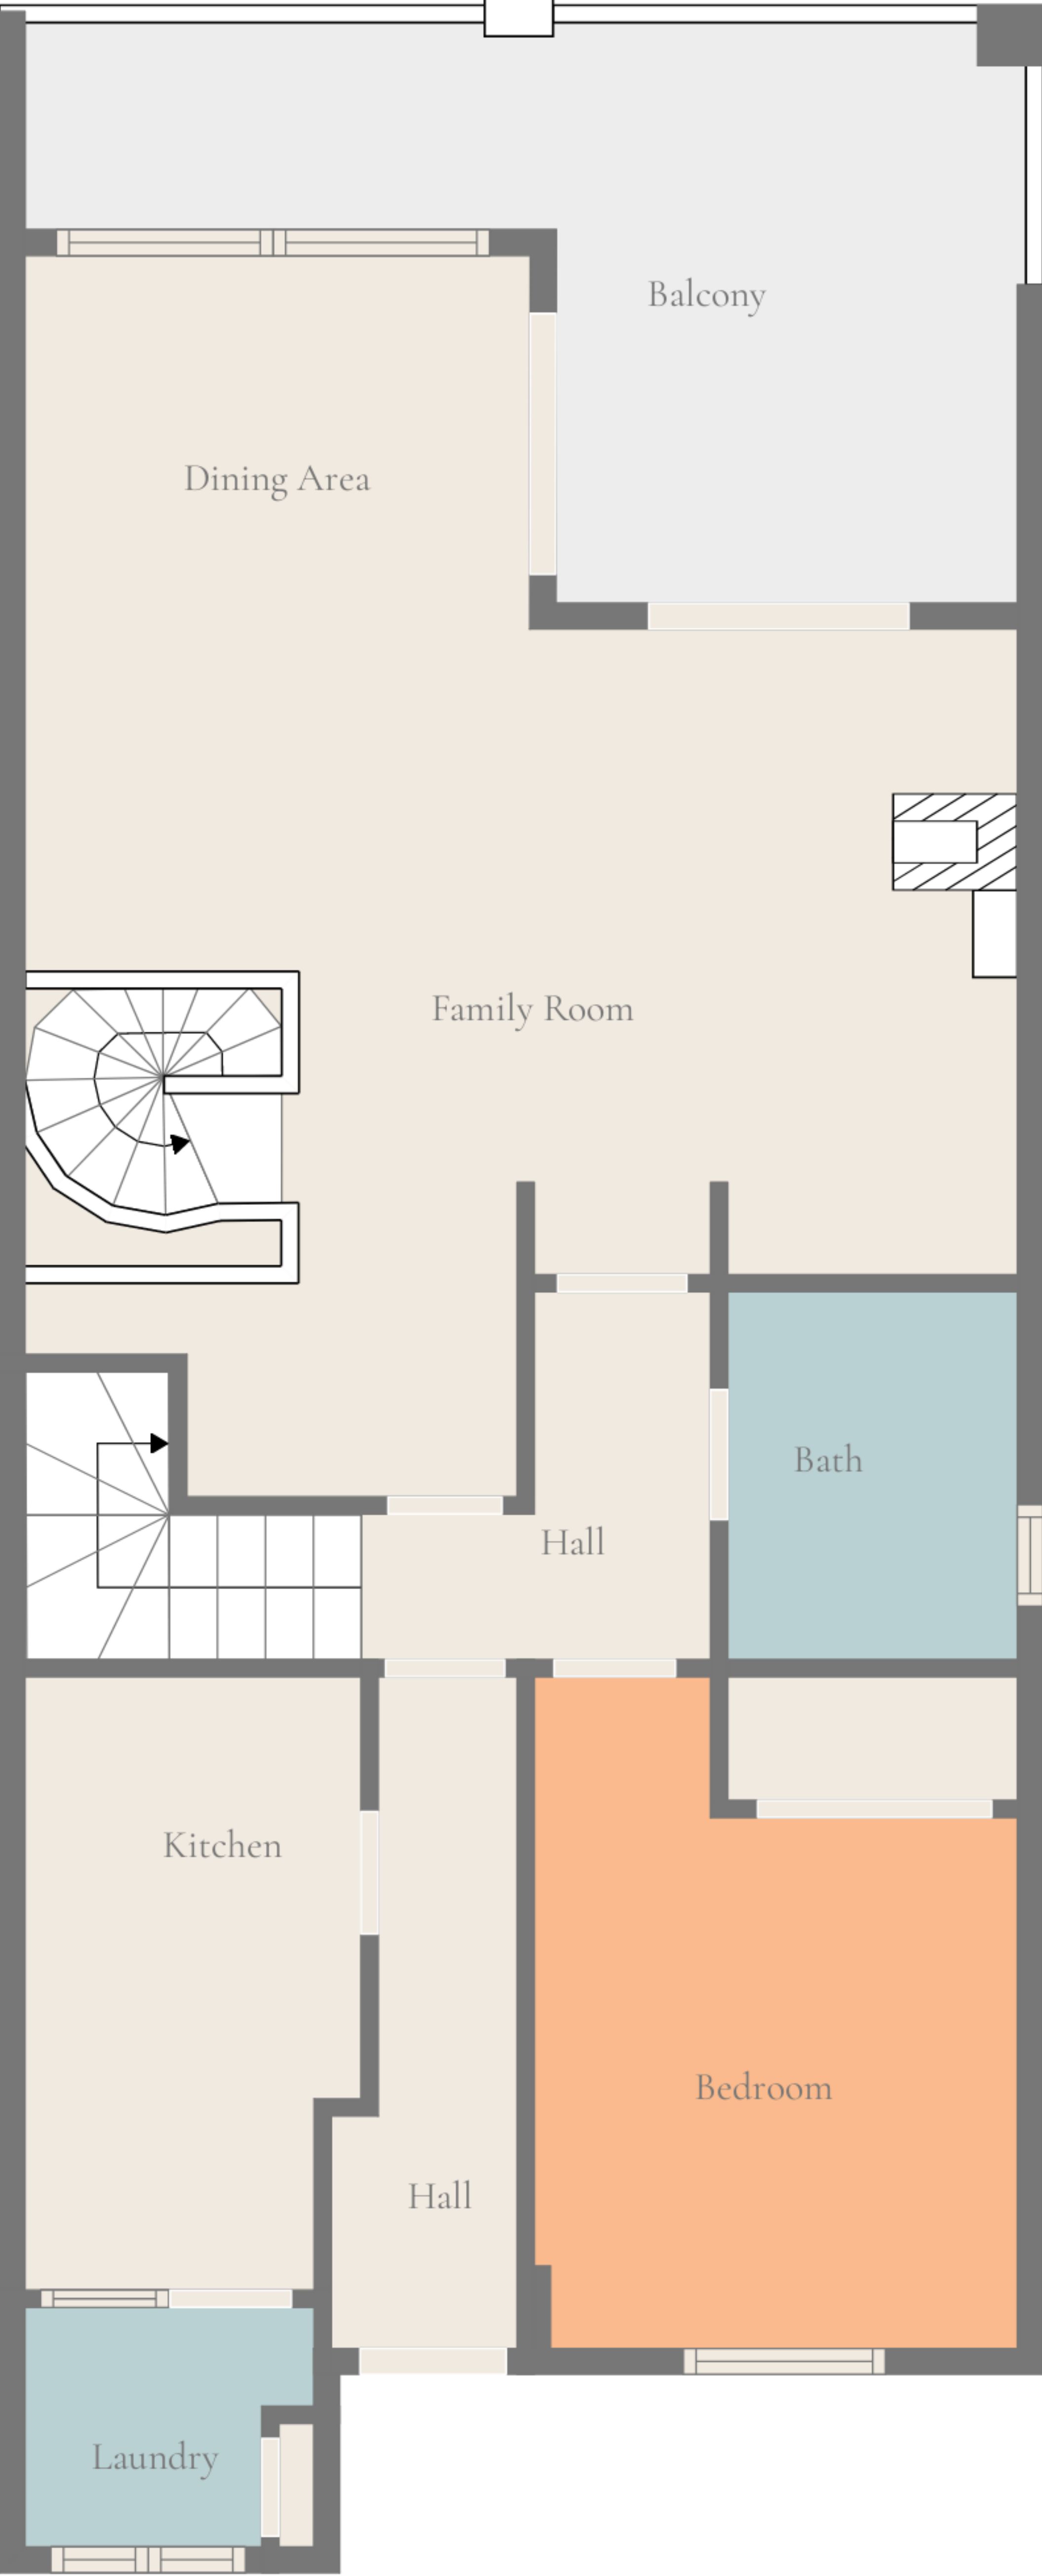 Balcony
Dining Area
Family Room
Bath
Hall
Kitchen
Bedroom
Hall
Laundry